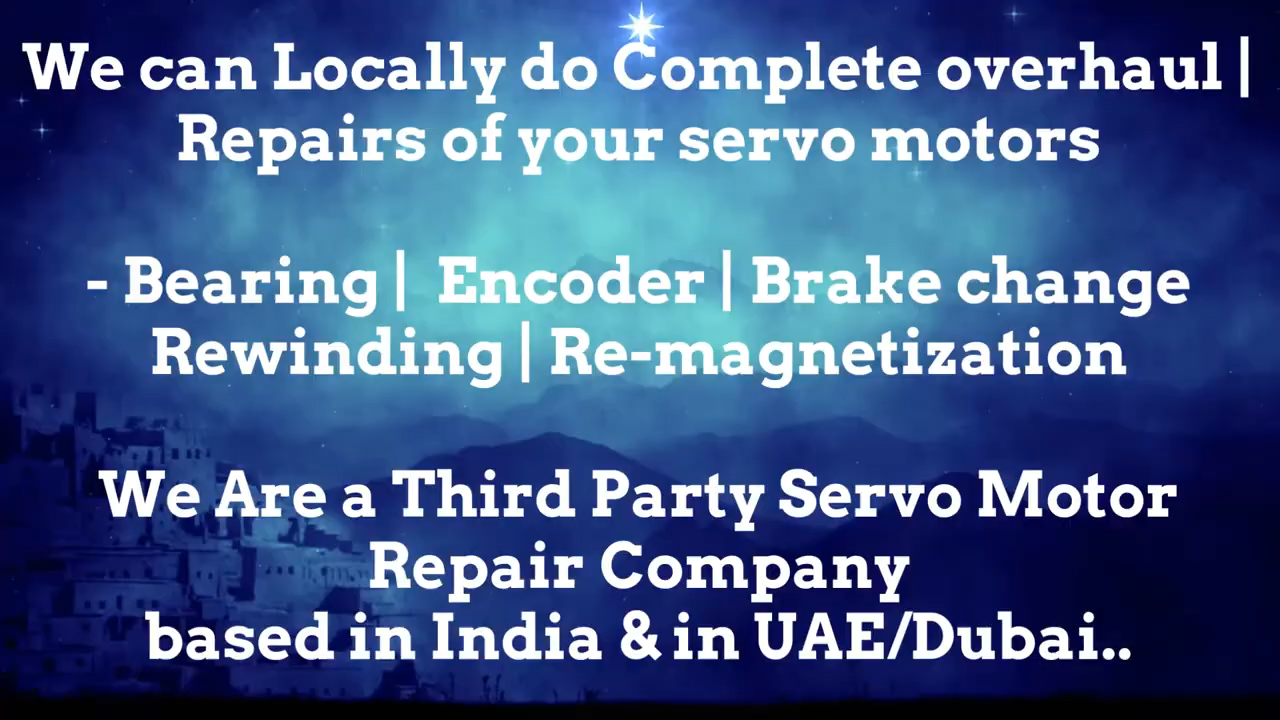 We can Locally do Complete overhaul |
Repairs of your servo motors
- Bearing | Encoder | Brake change
Rewinding | Re-magnetization
We Are a Third Party Servo Motor
Repair Company
based in India & in UAE/Dubai..